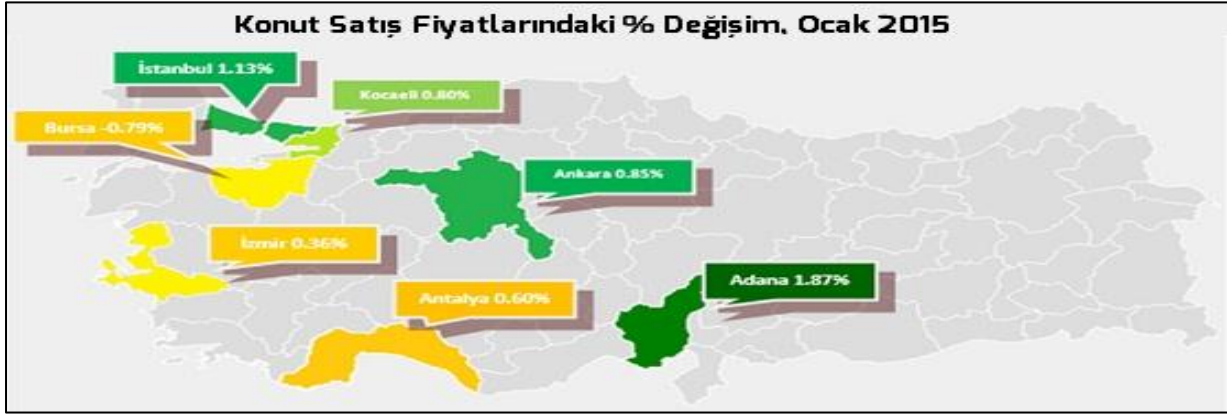 Konut Satış Fiyatlarındaki % Değişim, Ocak 2015
İstanbul 1.13%
Kocaeli 0.80%
Bursa -0.79%
Ankara 0.85%
İzmir 0.36%
Antalya 0.60%
Adana 1.87%